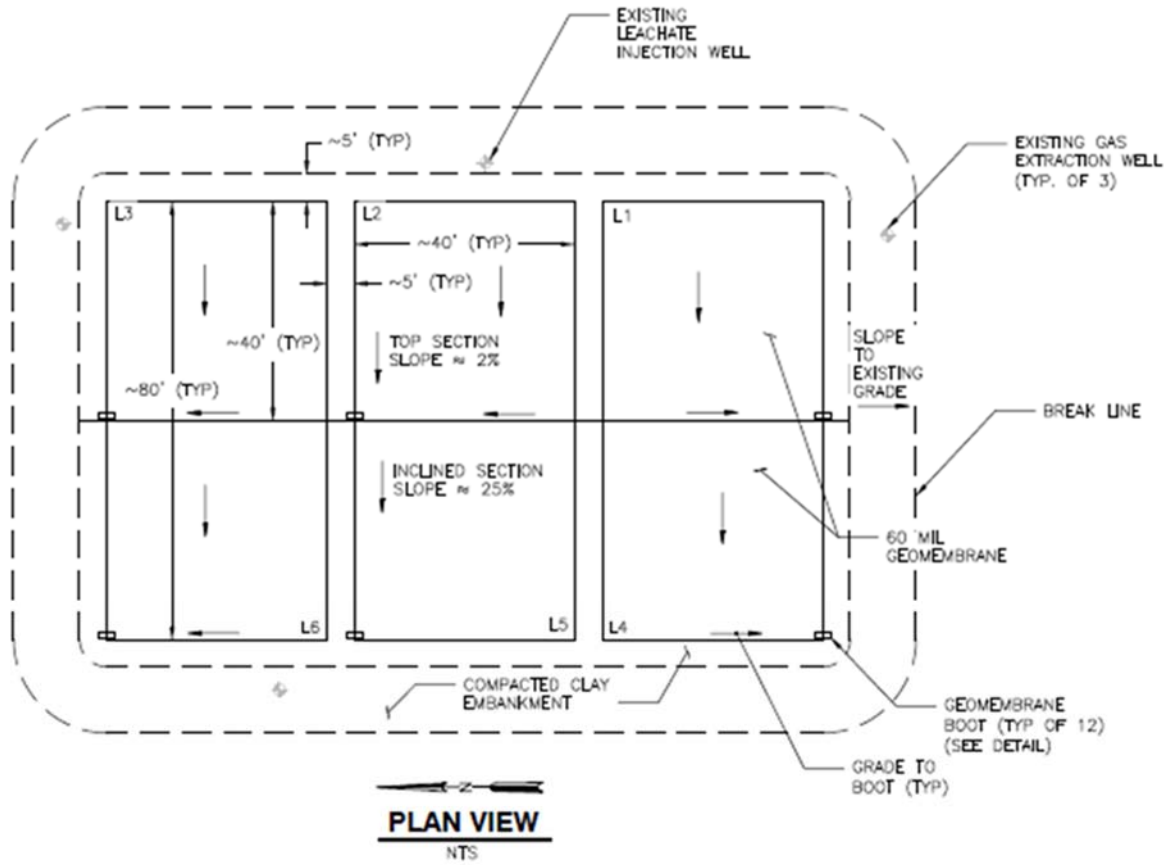 EXISTING
LEACHATE
INJECTION WELL
~5' (TYP)
EXISTING GAS
EXTRACTION WELL
(TYP. OF 3)
L3
L2
L1
~40' (TYP)
~5' (TYP)
~40' (TYP)
TOP SECTION
SLOPE ≈ 2%
SLOPE
TO
EXISTING
GRADE
~80' (TYP)
BREAK LINE
INCLINED SECTION
SLOPE ≈ 25%
60 MIL
GEOMEMBRANE
L6
L5
L4
COMPACTED CLAY
EMBANKMENT
GEOMEMBRANE
BOOT (TYP OF 12)
(SEE DETAIL)
GRADE TO
BOOT (TYP)
N
PLAN VIEW
NTS